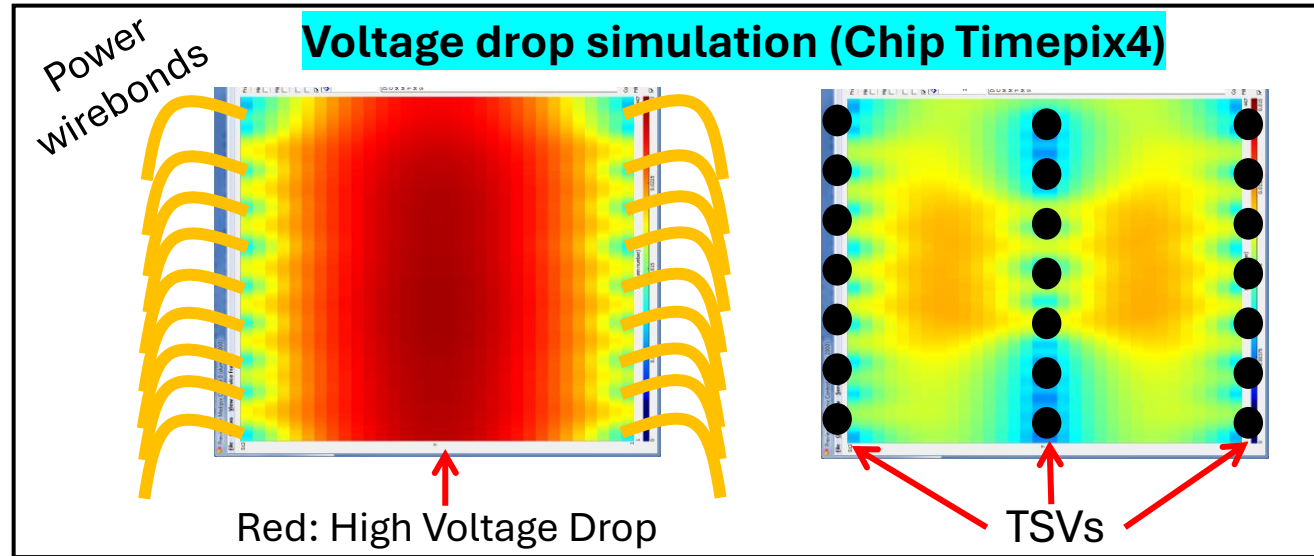 Voltage drop simulation (Chip Timepix4)
Power
wirebonds
Red: High Voltage Drop
TSVs